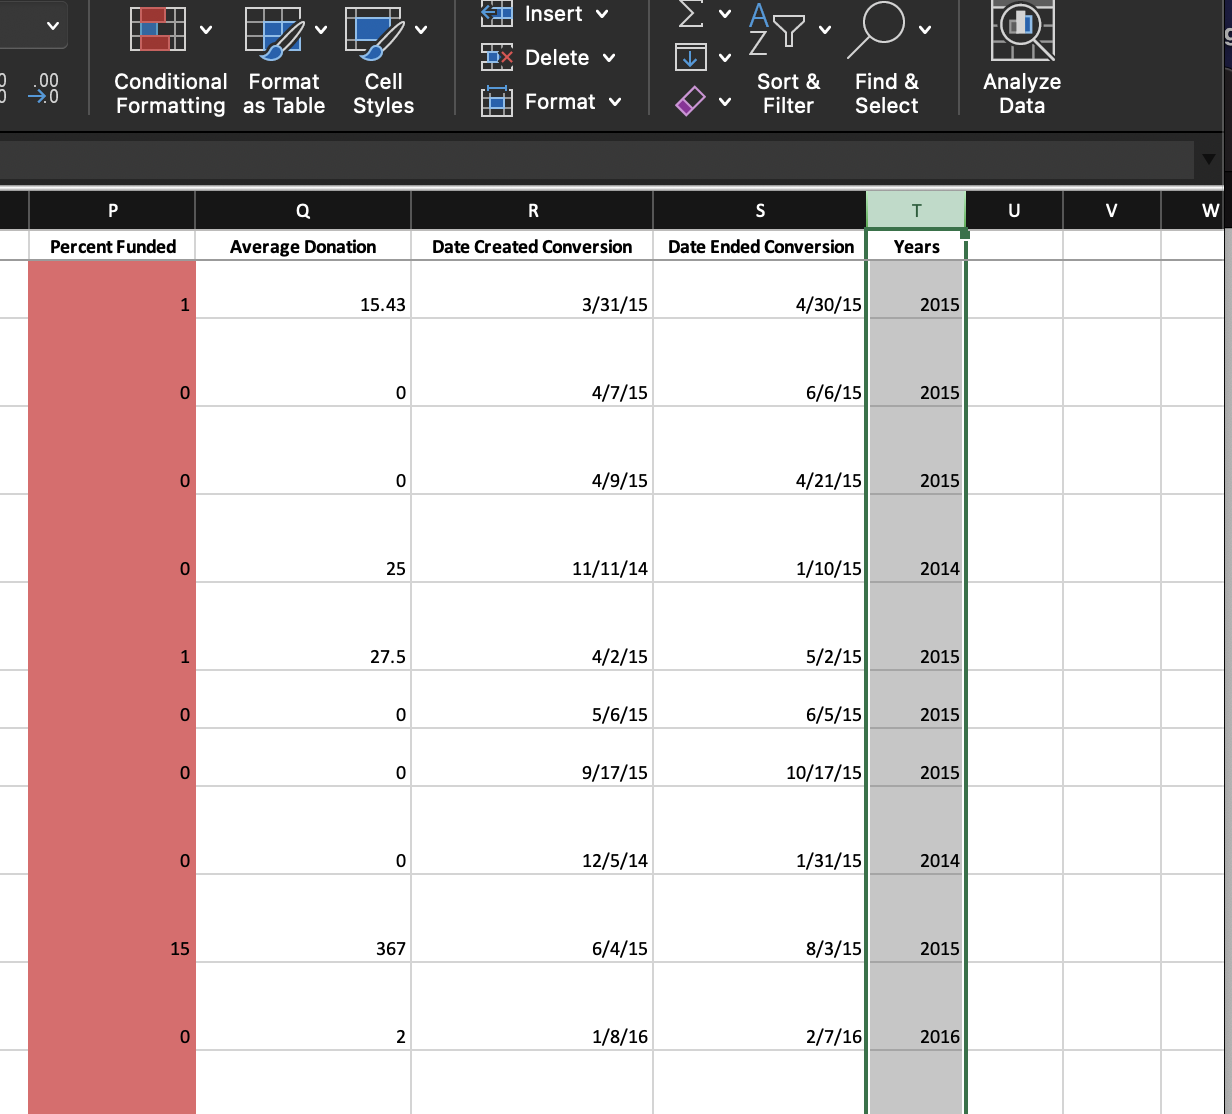 Insert
Delete
Format
.00
→.0
Conditional Formatting
Format as Table
Cell Styles
Sort & Filter
Find & Select
Analyze Data
P Q R S T U V W
Percent Funded Average Donation Date Created Conversion Date Ended Conversion Years
1 15.43 3/31/15 4/30/15 2015
0 0 4/7/15 6/6/15 2015
0 0 4/9/15 4/21/15 2015
0 25 11/11/14 1/10/15 2014
1 27.5 4/2/15 5/2/15 2015
0 0 5/6/15 6/5/15 2015
0 0 9/17/15 10/17/15 2015
0 0 12/5/14 1/31/15 2014
15 367 6/4/15 8/3/15 2015
0 2 1/8/16 2/7/16 2016